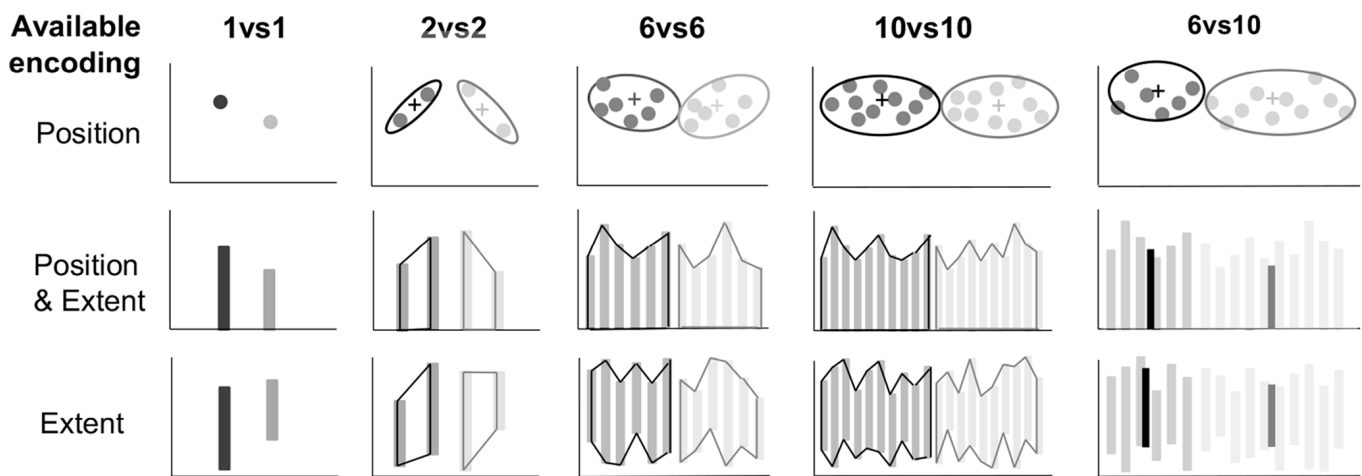 Available
encoding
1vs1
2vs2
6vs6
10vs10
6vs10
Position
Position
& Extent
Extent